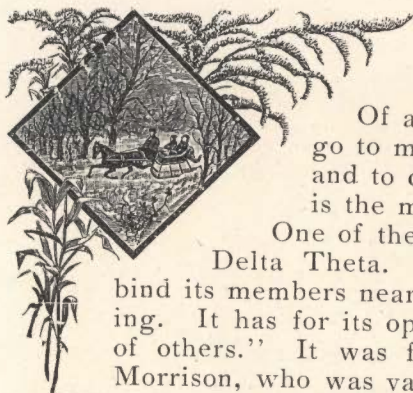 Of a
go to m
and to c
is the m
One of the
Delta Theta.
bind its members near
ing. It has for its op
of others." It was f
Morrison, who was va